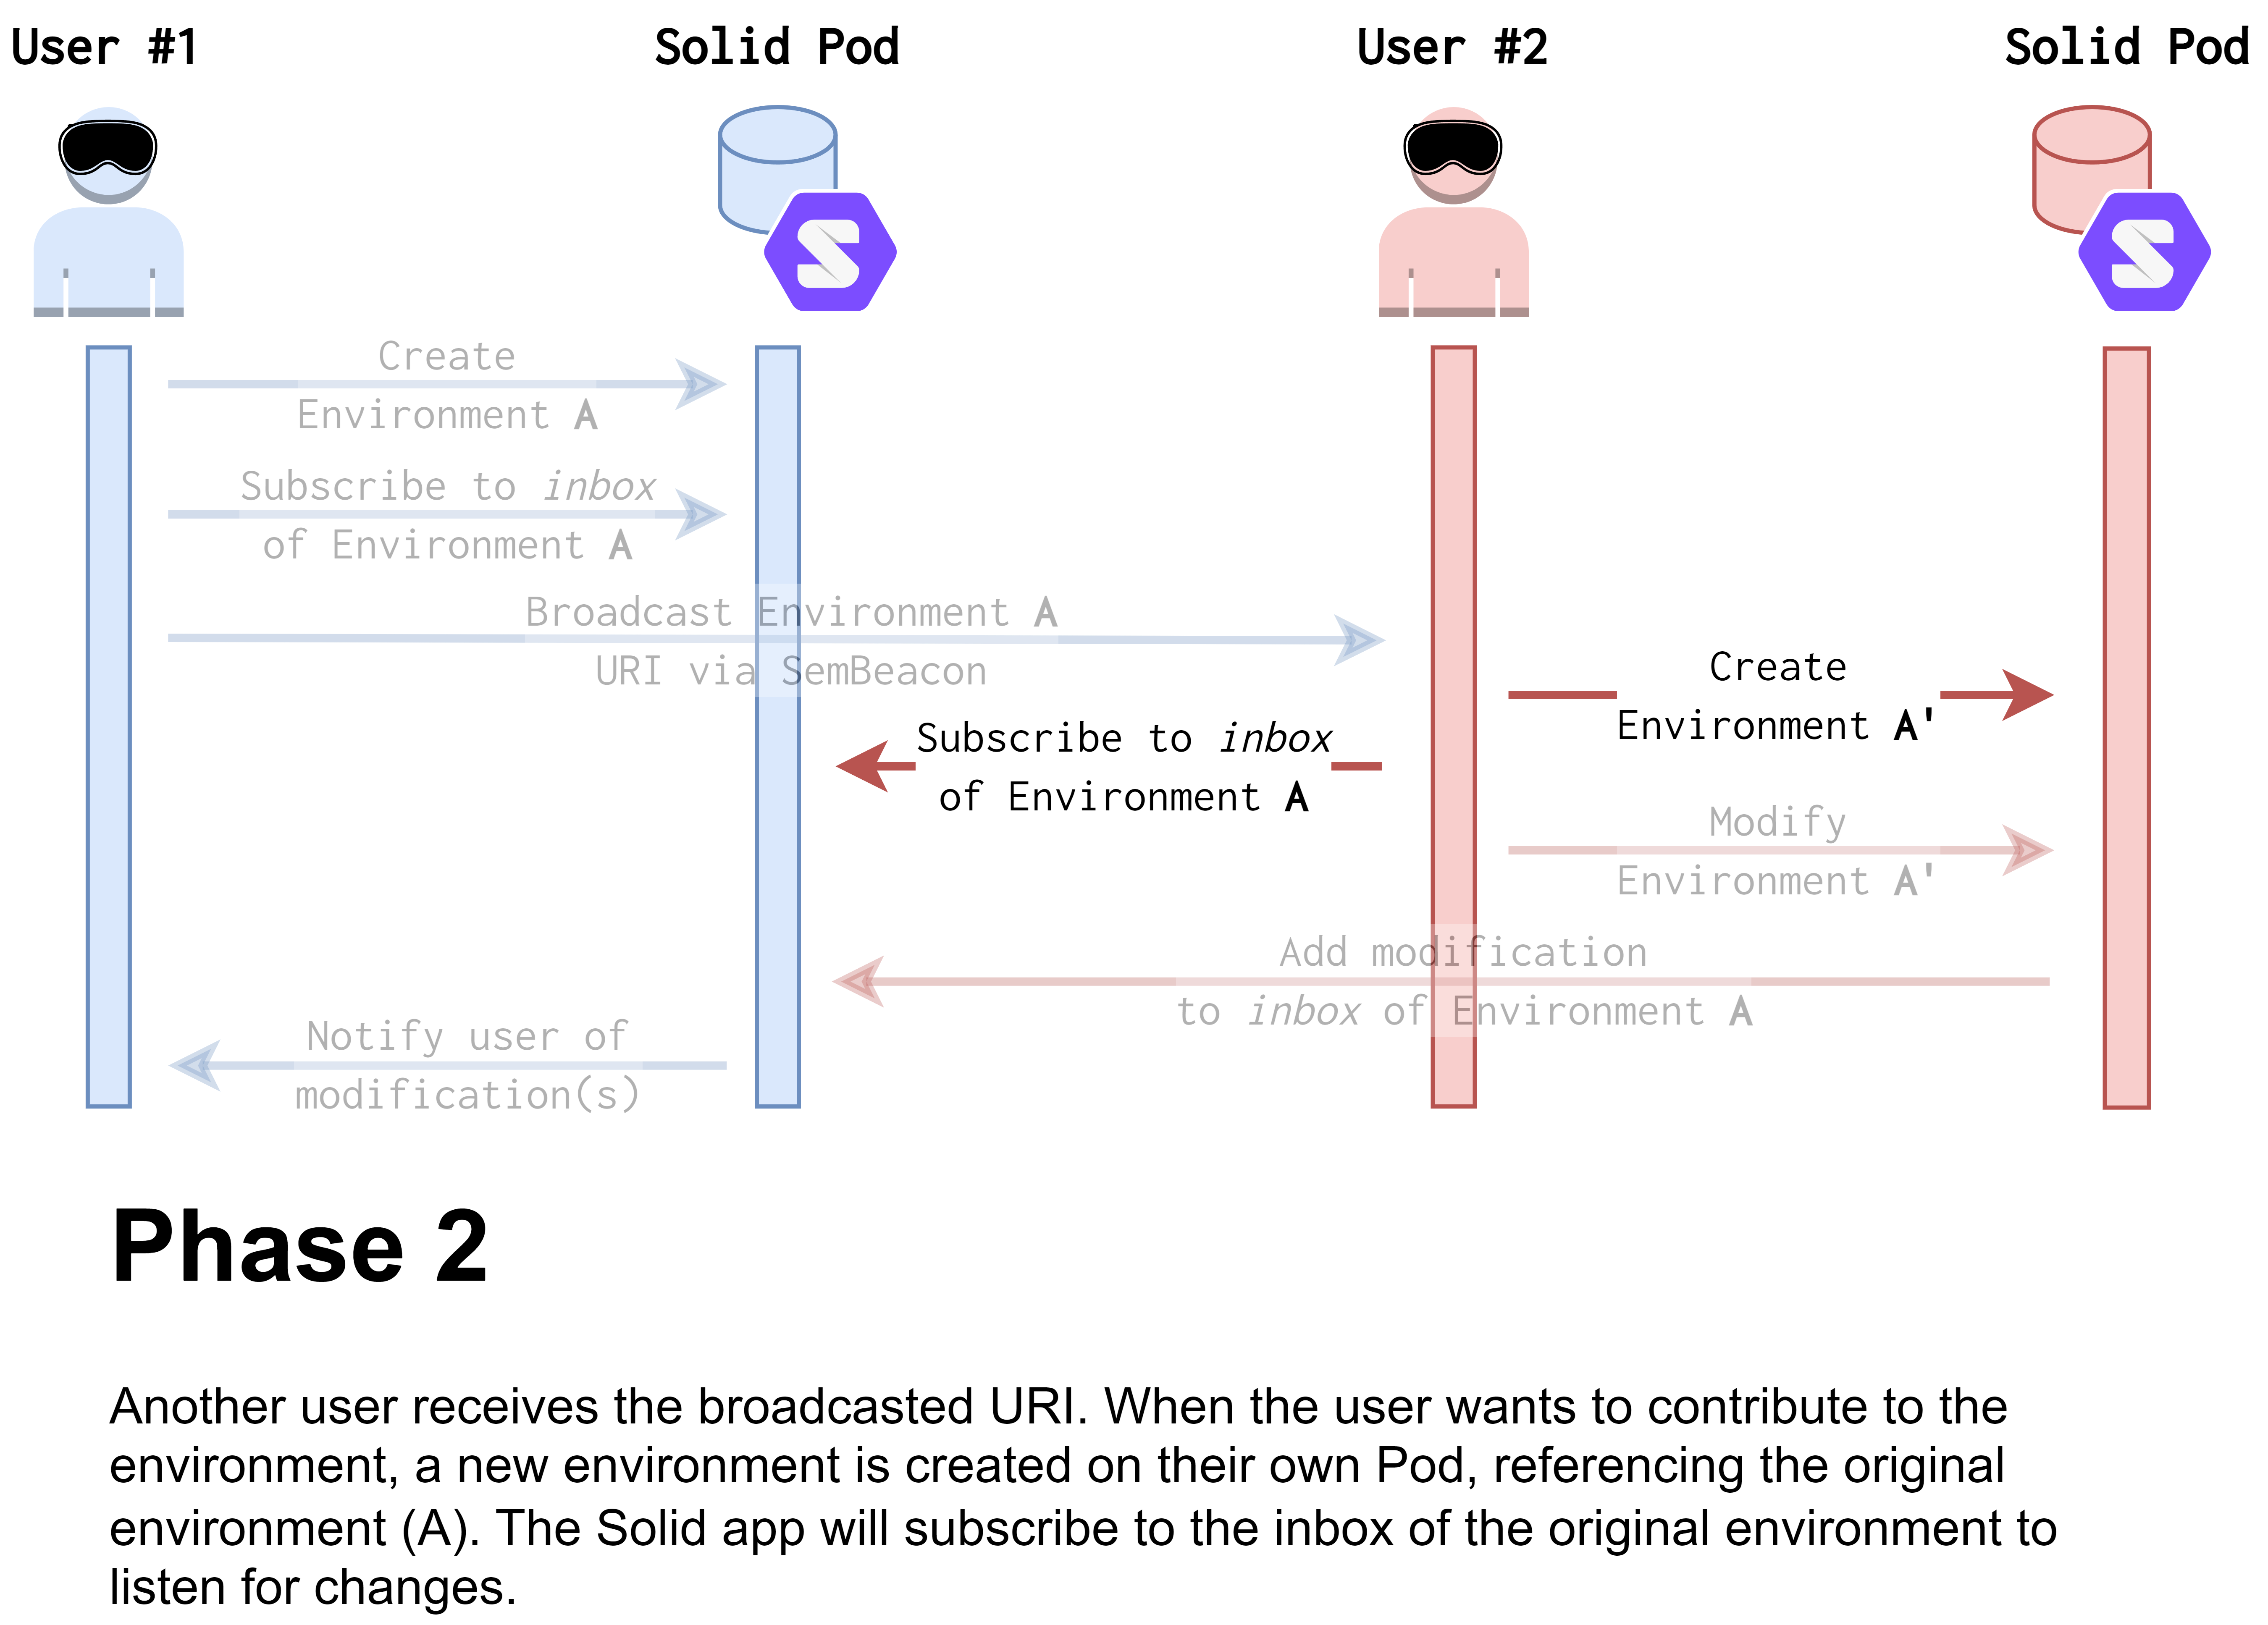 User #1
Solid Pod
User #2
Solid Pod
Create
Environment A
Subscribe to inbox
of Environment A
Broadcast Environment A
URI via SemBeacon
Create
Environment A'
Subscribe to inbox
of Environment A
Modify
Environment A'
Add modification
to inbox of Environment A
Notify user of
modification(s)
Phase 2
Another user receives the broadcasted URI. When the user wants to contribute to the
environment, a new environment is created on their own Pod, referencing the original
environment (A). The Solid app will subscribe to the inbox of the original environment to
listen for changes.